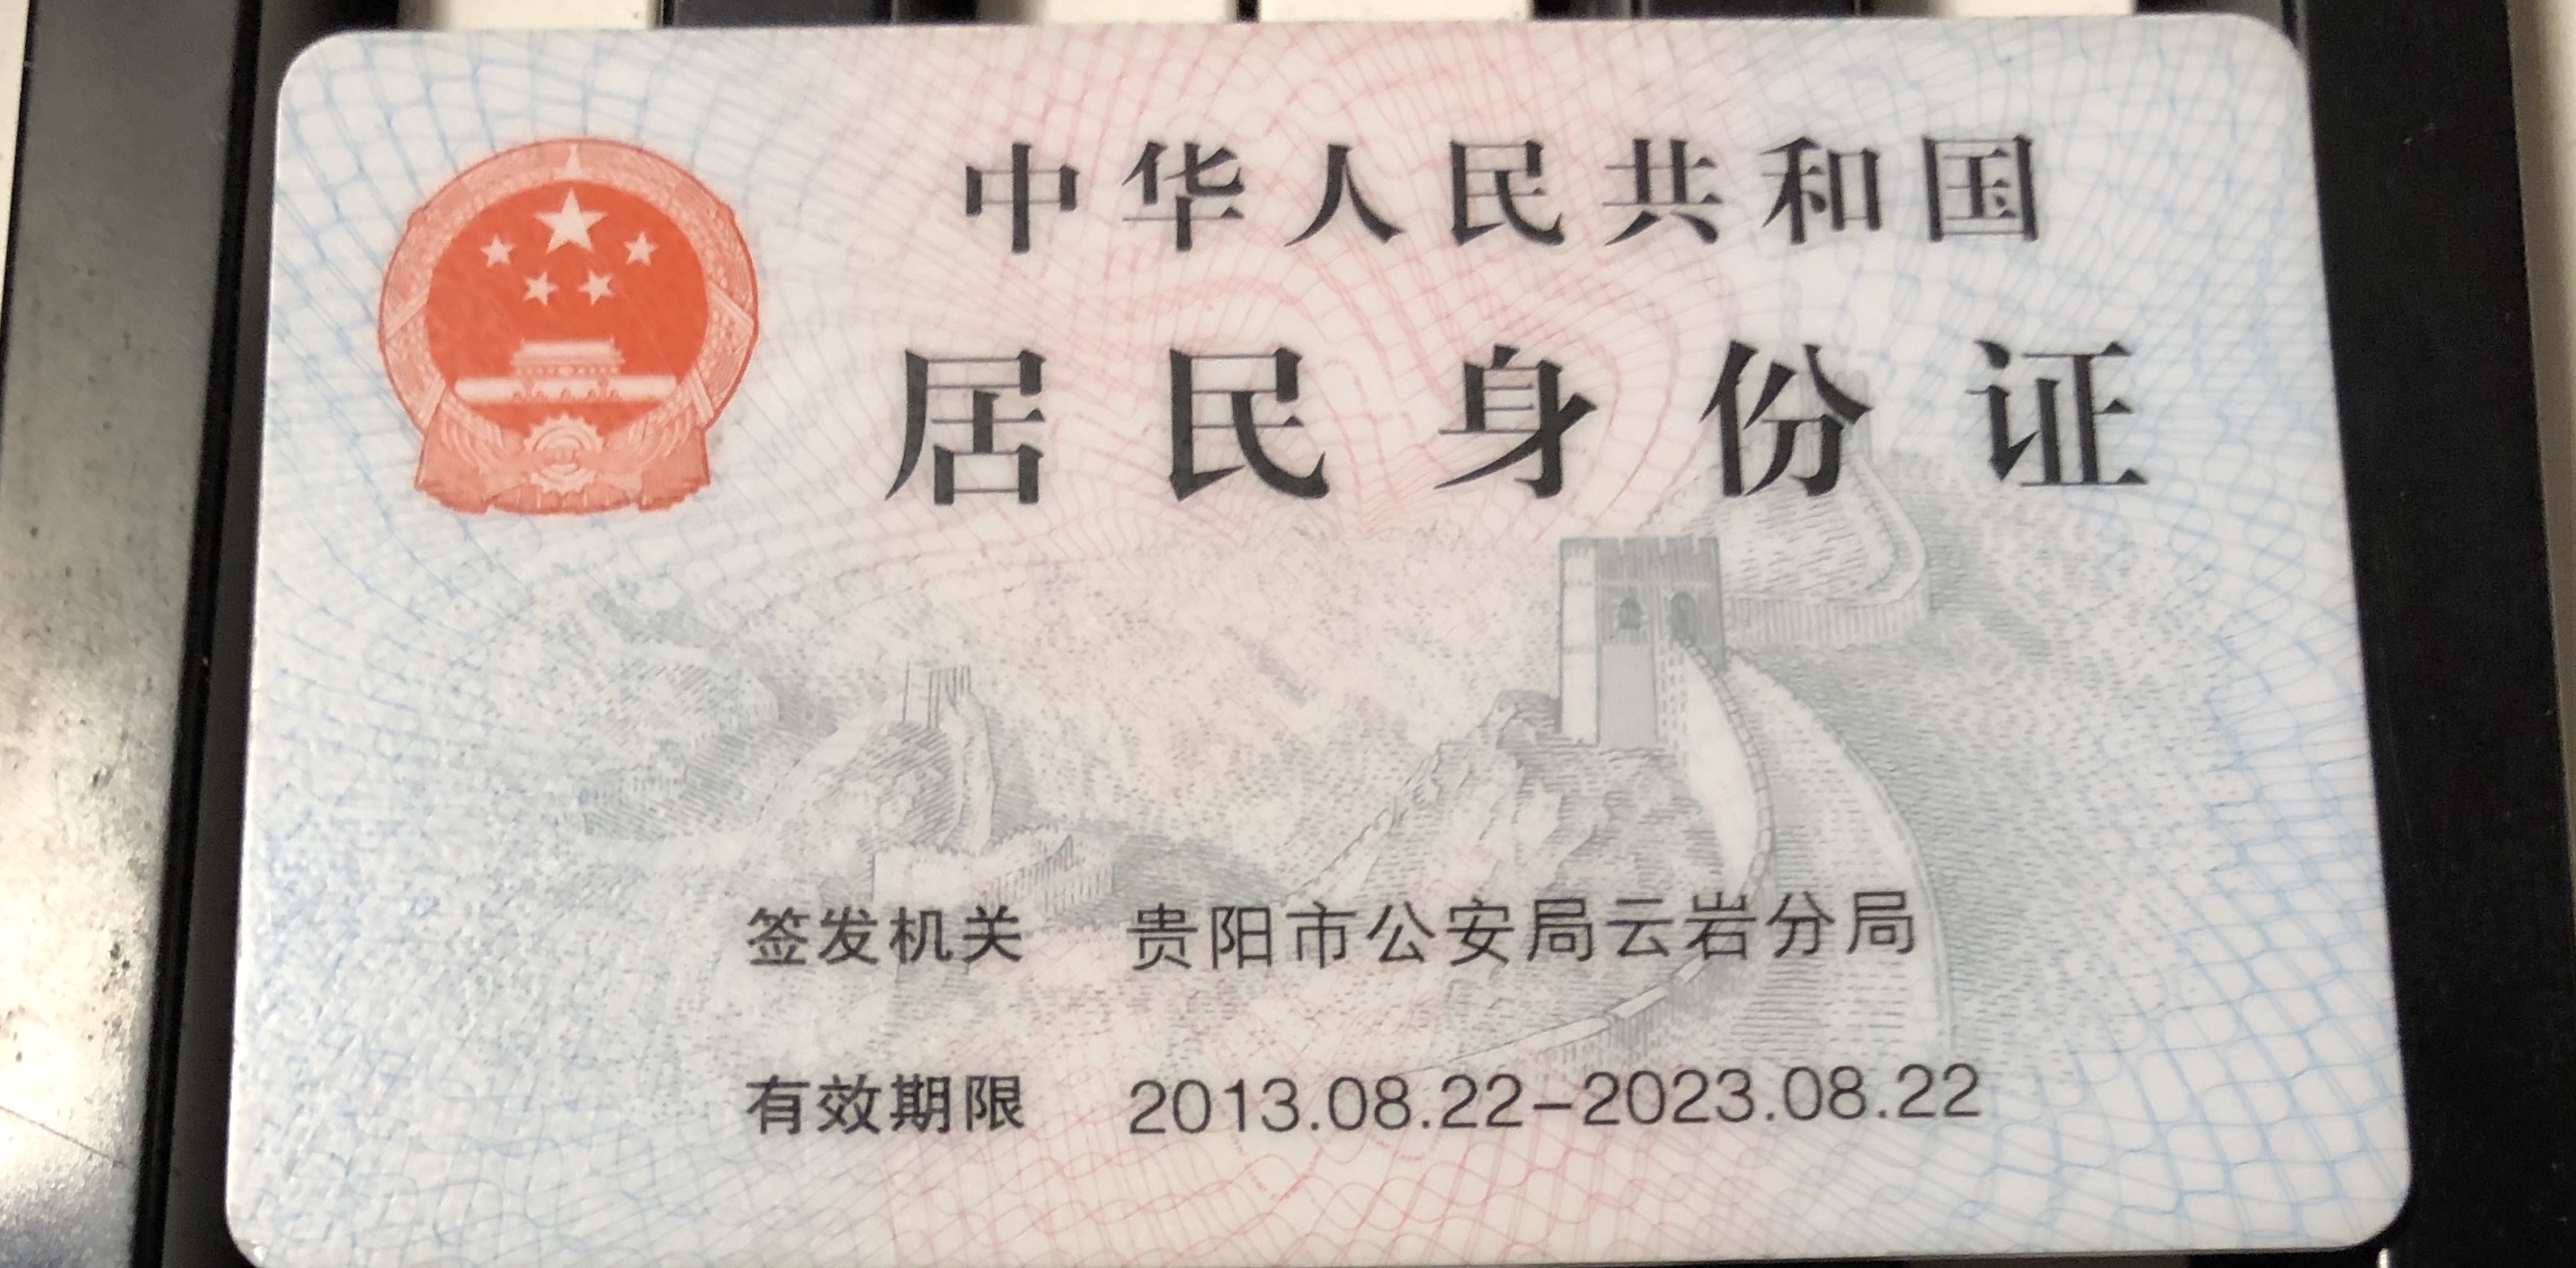 中华人民共和国
居民身份证
签发机关 贵阳市公安局云岩分局
有效期限 2013.08.22-2023.08.22